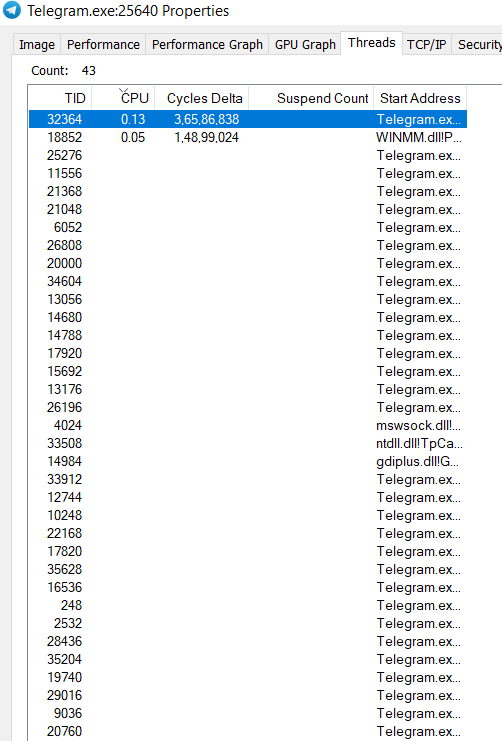 Telegram.exe:25640 Properties
Image Performance Performance Graph GPU Graph Threads TCP/IP Security
Count: 43
TID CPU Cycles Delta Suspend Count Start Address
32364 0.13 3,65,86,838 Telegram.ex...
18852 0.05 1,48,99,024 WINMM.dll!P...
25276 Telegram.ex...
11556 Telegram.ex...
21368 Telegram.ex...
21048 Telegram.ex...
6052 Telegram.ex...
26808 Telegram.ex...
20000 Telegram.ex...
34604 Telegram.ex...
13056 Telegram.ex...
14680 Telegram.ex...
14788 Telegram.ex...
17920 Telegram.ex...
15692 Telegram.ex...
13176 Telegram.ex...
26196 Telegram.ex...
4024 mswsock.dll!...
33508 ntdll.dll!TpCa...
14984 gdiplus.dll!G...
33912 Telegram.ex...
12744 Telegram.ex...
10248 Telegram.ex...
22168 Telegram.ex...
17820 Telegram.ex...
35628 Telegram.ex...
16536 Telegram.ex...
248 Telegram.ex...
2532 Telegram.ex...
28436 Telegram.ex...
35204 Telegram.ex...
19740 Telegram.ex...
29016 Telegram.ex...
9036 Telegram.ex...
20760 Telegram.ex...